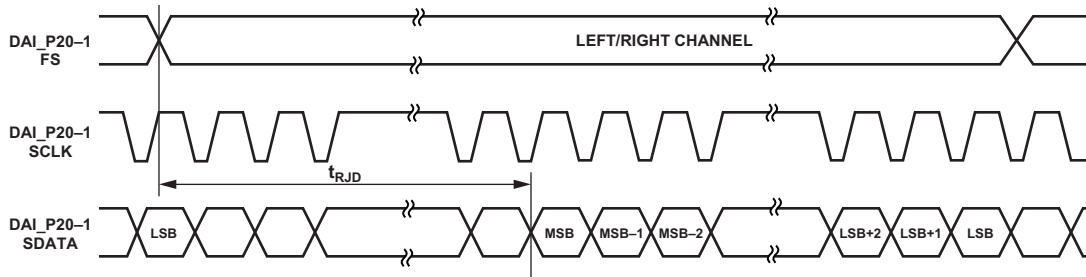 DAI_P20–1
FS
LEFT/RIGHT CHANNEL
DAI_P20–1
SCLK
tRJD
DAI_P20–1
SDATA
LSB
MSB
MSB–1
MSB–2
LSB+2
LSB+1
LSB